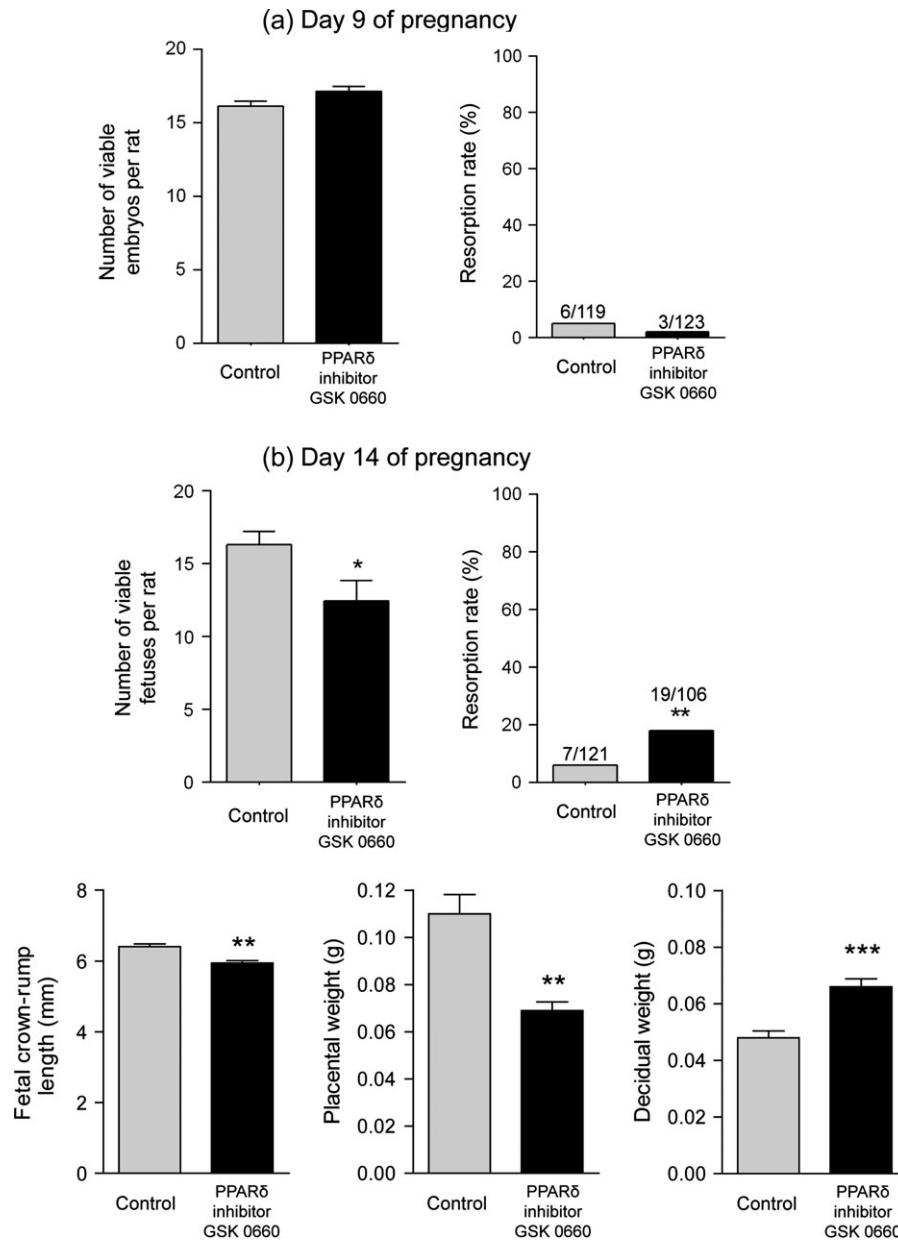 (a) Day 9 of pregnancy
Number of viable
embryos per rat
20
15
10
5
0
Control
PPARδ
inhibitor
GSK 0660
Resorption rate (%)
100
80
60
40
20
0
6/119
3/123
Control
PPARδ
inhibitor
GSK 0660
(b) Day 14 of pregnancy
Number of viable
fetuses per rat
20
15
10
5
0
*
Control
PPARδ
inhibitor
GSK 0660
Resorption rate (%)
100
80
60
40
20
0
7/121
19/106
**
Control
PPARδ
inhibitor
GSK 0660
Fetal crown-rump
length (mm)
8
6
4
2
0
**
Control
PPARδ
inhibitor
GSK 0660
Placental weight (g)
0.12
0.10
0.08
0.06
0.04
0.02
0.00
**
Control
PPARδ
inhibitor
GSK 0660
Decidual weight (g)
0.10
0.08
0.06
0.04
0.02
0.00
***
Control
PPARδ
inhibitor
GSK 0660